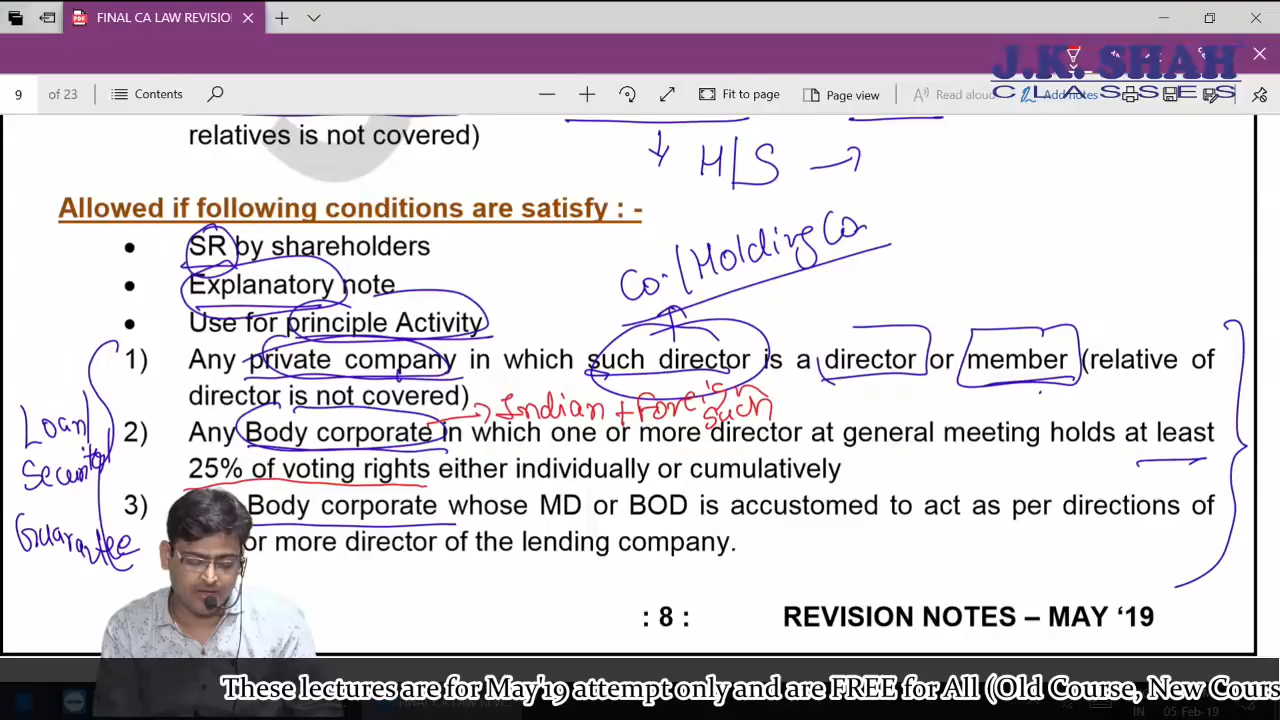 FINAL CA LAW REVISION
J.K. SHAH
CLASSES
9 of 23 Contents Fit to page Page view Read aloud Add notes
relatives is not covered)
H/S
Allowed if following conditions are satisfy : -
Co. / Holding Co
• SR by shareholders
• Explanatory note
• Use for principle Activity
1) Any private company in which such director is a director or member (relative of
director is not covered)
Indian + Foreign
such
2) Any Body corporate in which one or more director at general meeting holds at least
25% of voting rights either individually or cumulatively
3) Body corporate whose MD or BOD is accustomed to act as per directions of
or more director of the lending company.
Loan
Security
Guarantee
: 8 : REVISION NOTES – MAY ‘19
These lectures are for May'19 attempt only and are FREE for All (Old Course, New Cours
IN 05-Feb-19